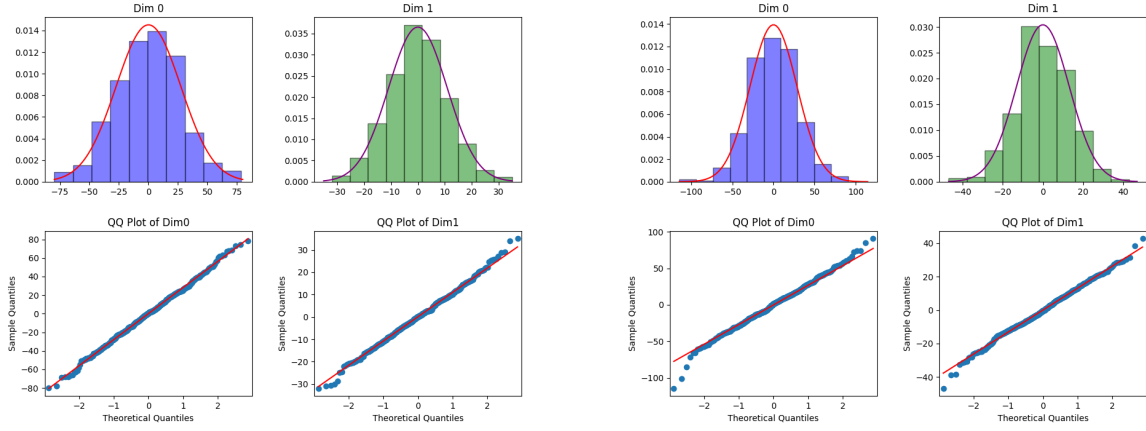 Dim 0
0.014
0.012
0.010
0.008
0.006
0.004
0.002
0.000
−75 −50 −25 0 25 50 75
Dim 1
0.035
0.030
0.025
0.020
0.015
0.010
0.005
0.000
−30 −20 −10 0 10 20 30
QQ Plot of Dim0
Sample Quantiles
80
60
40
20
0
−20
−40
−60
−80
−2 −1 0 1 2
Theoretical Quantiles
QQ Plot of Dim1
Sample Quantiles
30
20
10
0
−10
−20
−30
−2 −1 0 1 2
Theoretical Quantiles
Dim 0
0.014
0.012
0.010
0.008
0.006
0.004
0.002
0.000
−100 −50 0 50 100
Dim 1
0.030
0.025
0.020
0.015
0.010
0.005
0.000
−40 −20 0 20 40
QQ Plot of Dim0
Sample Quantiles
100
50
0
−50
−100
−2 −1 0 1 2
Theoretical Quantiles
QQ Plot of Dim1
Sample Quantiles
40
20
0
−20
−40
−2 −1 0 1 2
Theoretical Quantiles